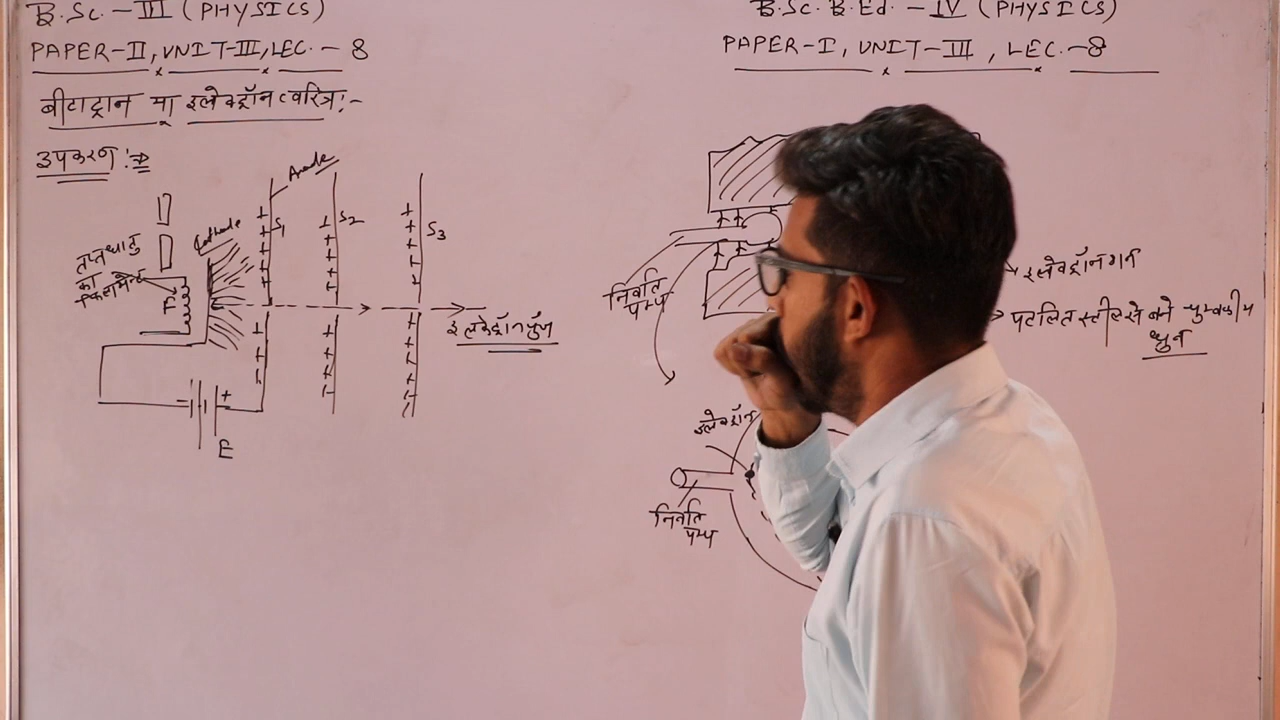 B.Sc.-III (PHYSICS)
PAPER-II, UNIT-III, LEC.-8
बीटाट्रान या इलेक्ट्रॉन त्वरित्र:-
उपकरण:⇒
Anode
S1
S2
S3
Cathode
तप्त धातु
का
फिलामेन्ट
F
इलेक्ट्रॉन पुँज
+
E
B.Sc. B.Ed. - IV (PHYSICS)
PAPER-I, UNIT-III, LEC.-8
निर्वात
पम्प
इलेक्ट्रॉन गन
पटलित स्टील से बने चुम्बकीय
ध्रुव
इलेक्ट्रॉन
निर्वात
पम्प